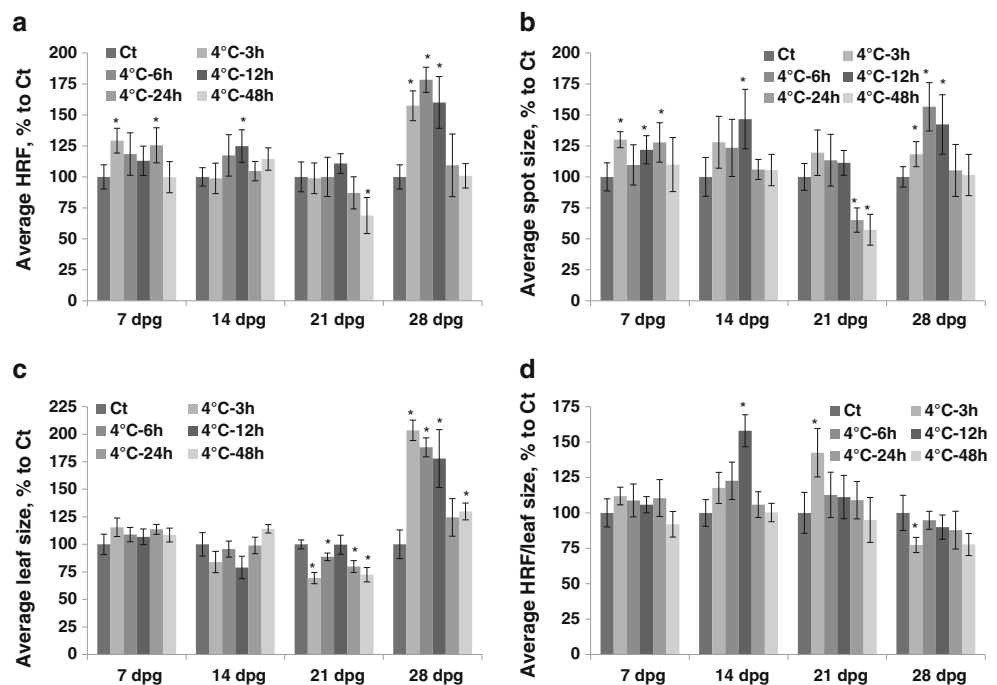 a
Average HRF, % to Ct
200
175
150
125
100
75
50
25
0
Ct
4°C-3h
4°C-6h
4°C-12h
4°C-24h
4°C-48h
* * * * * * *
7 dpg
14 dpg
21 dpg
28 dpg
b
Average spot size, % to Ct
200
175
150
125
100
75
50
25
0
Ct
4°C-3h
4°C-6h
4°C-12h
4°C-24h
4°C-48h
* * * * * * * * *
7 dpg
14 dpg
21 dpg
28 dpg
c
Average leaf size, % to Ct
225
200
175
150
125
100
75
50
25
0
Ct
4°C-3h
4°C-6h
4°C-12h
4°C-24h
4°C-48h
* * * * * * * *
7 dpg
14 dpg
21 dpg
28 dpg
d
Average HRF/leaf size, % to Ct
175
150
125
100
75
50
25
0
Ct
4°C-3h
4°C-6h
4°C-12h
4°C-24h
4°C-48h
* * *
7 dpg
14 dpg
21 dpg
28 dpg